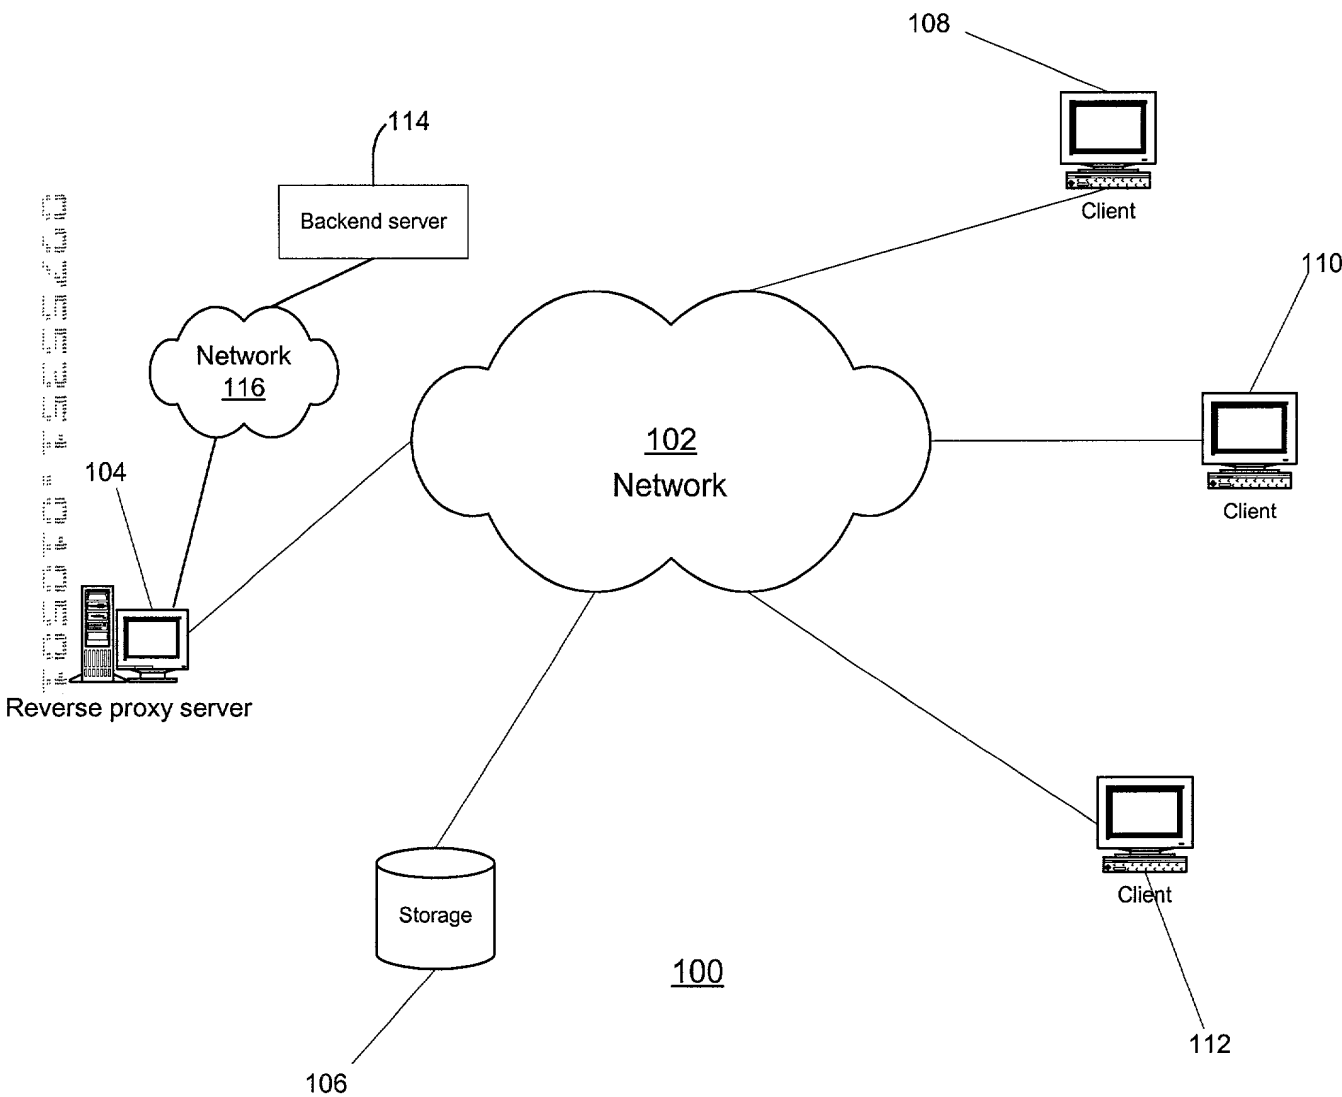 108
114
Backend server
Client
110
Network
116
102
Network
104
Client
Reverse proxy server
Client
Storage
100
112
106